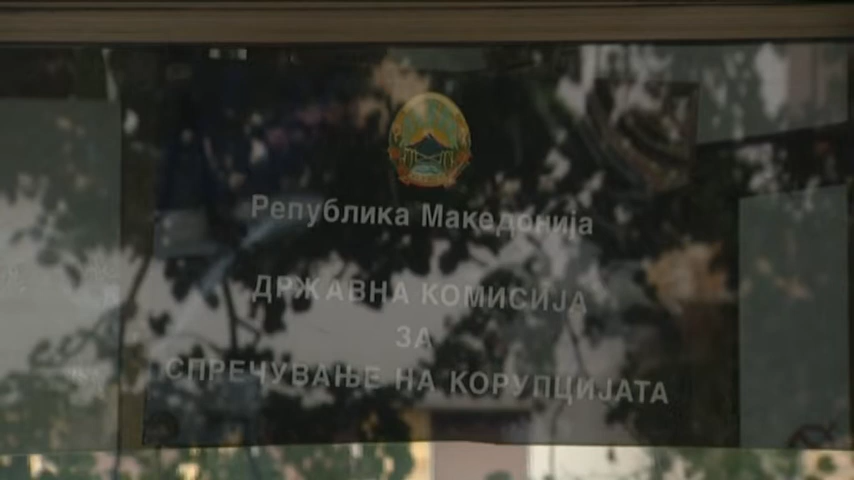 Република Македонија
ДРЖАВНА КОМИСИЈА
ЗА
СПРЕЧУВАЊЕ НА КОРУПЦИЈАТА